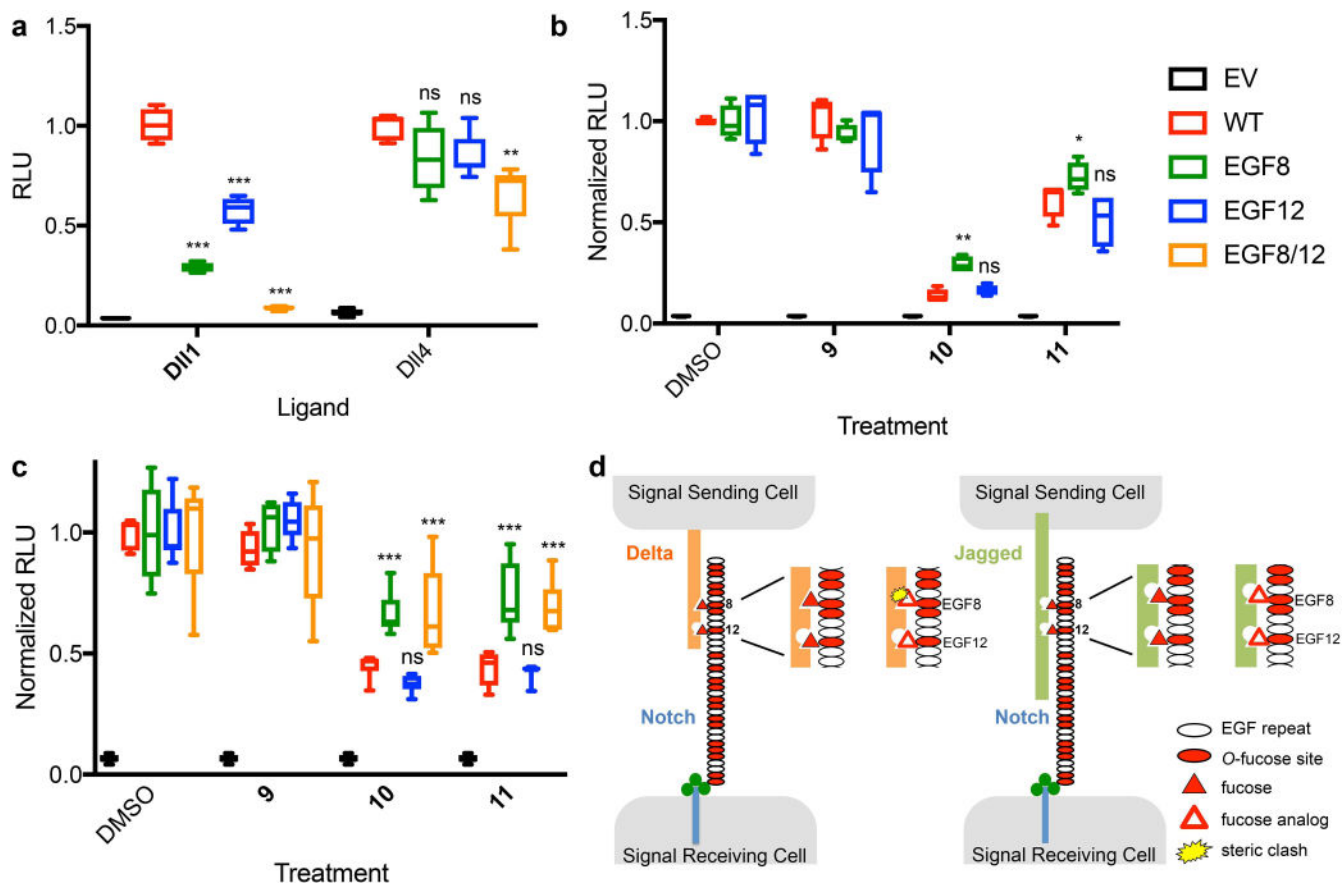 a
1.5
1.0
0.5
0.0
RLU
***
***
***
ns
ns
**
Dll1
Dll4
Ligand
b
1.5
1.0
0.5
0.0
Normalized RLU
**
ns
*
ns
DMSO
9
10
11
Treatment
EV
WT
EGF8
EGF12
EGF8/12
c
1.0
0.5
0.0
Normalized RLU
***
ns
***
***
ns
***
DMSO
9
10
11
Treatment
d
Signal Sending Cell
Delta
8
12
EGF8
EGF12
Notch
Signal Receiving Cell
Signal Sending Cell
Jagged
8
12
EGF8
EGF12
Notch
Signal Receiving Cell
EGF repeat
O-fucose site
fucose
fucose analog
steric clash